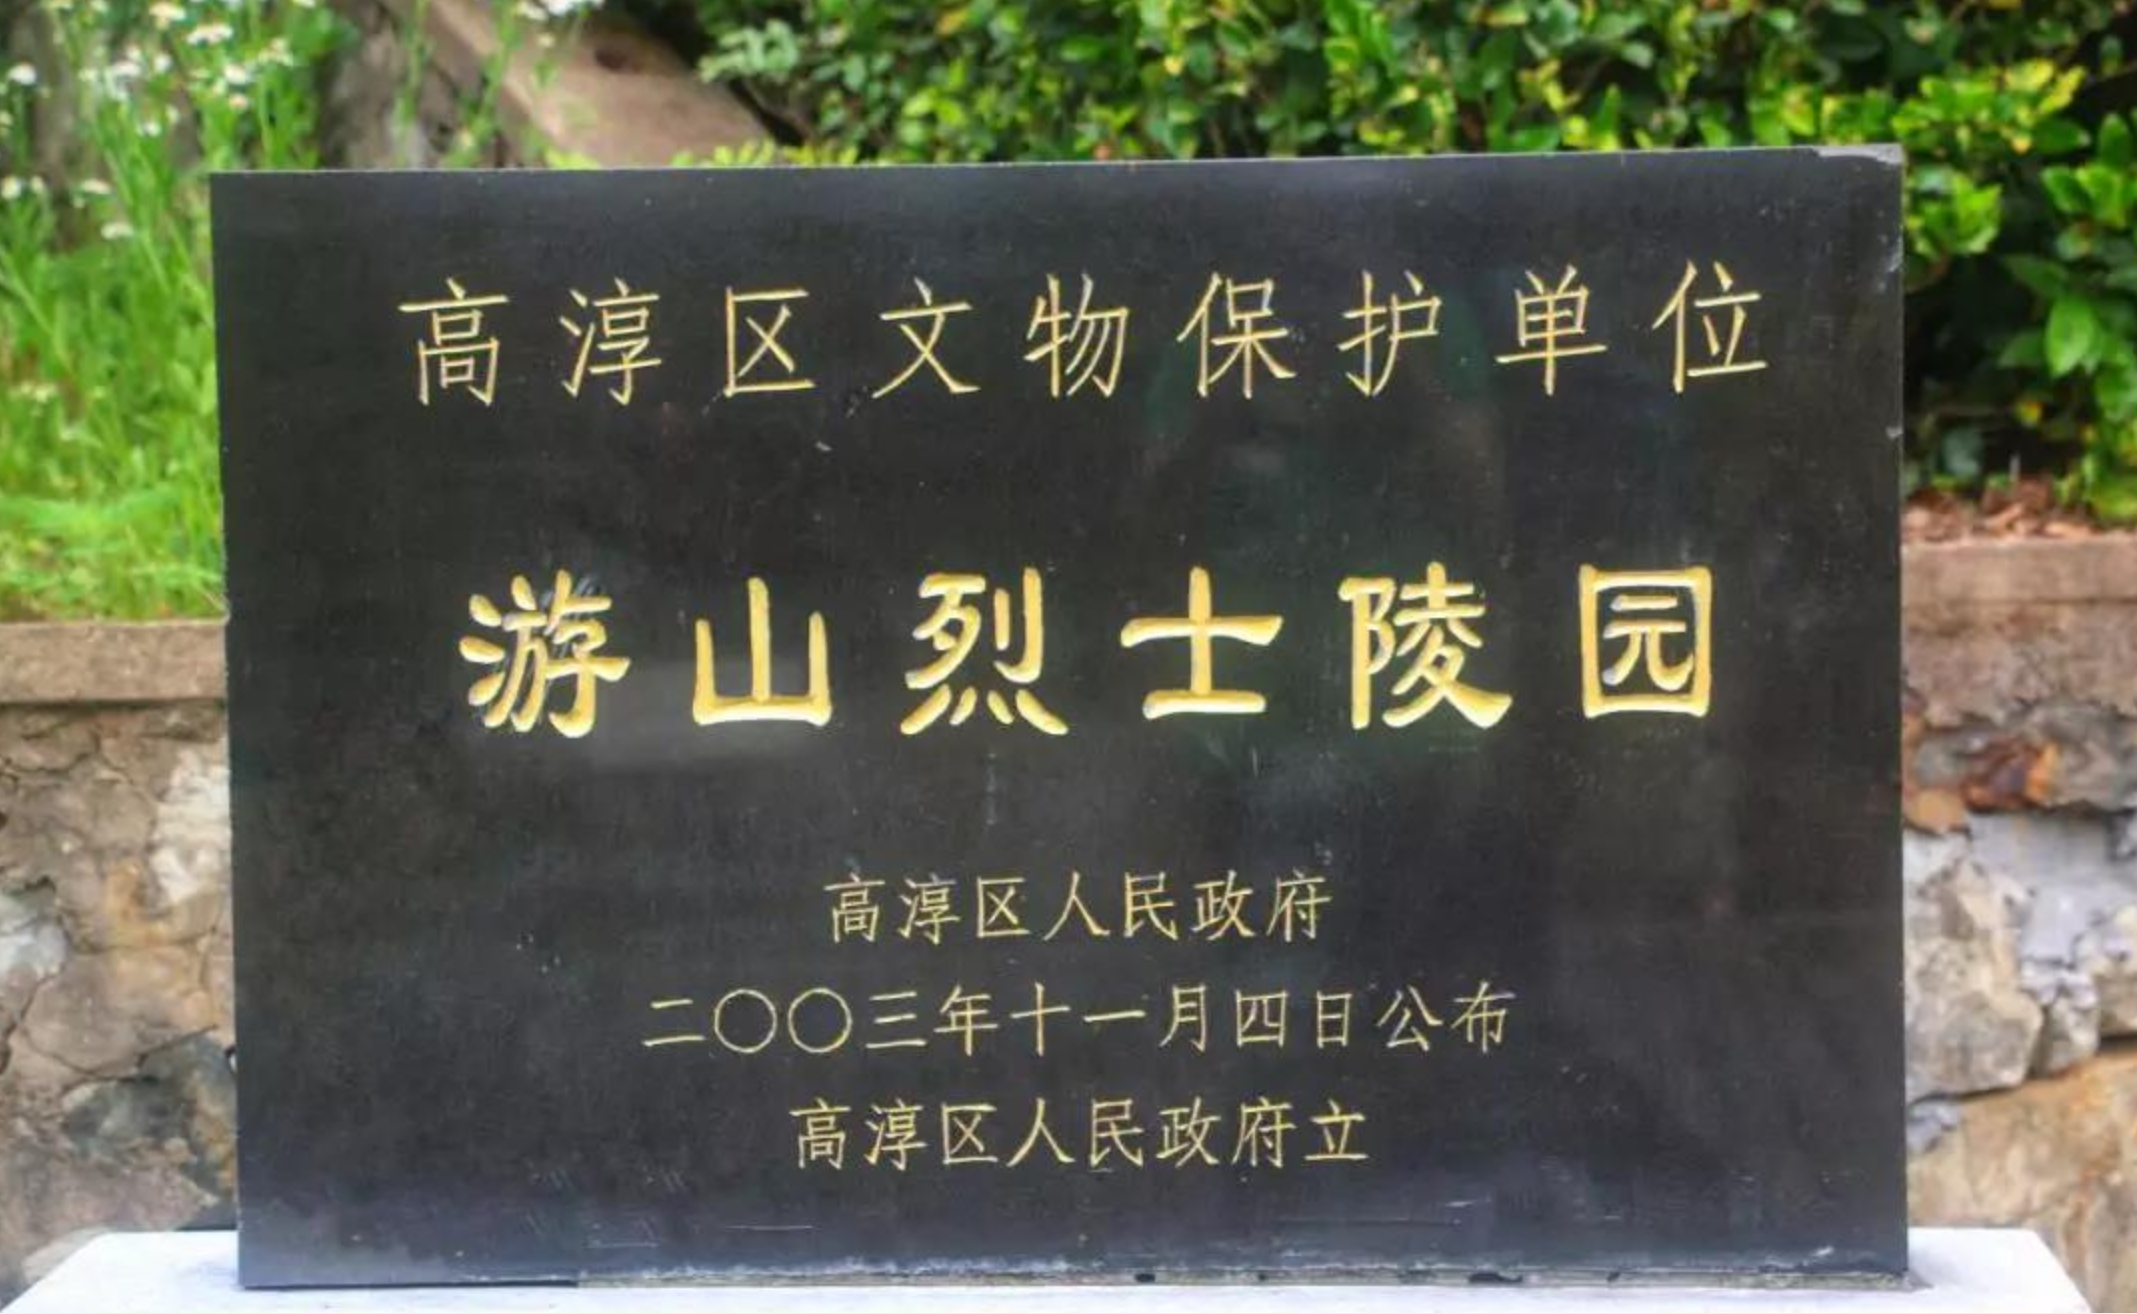 高淳区文物保护单位
游山烈士陵园
高淳区人民政府
二〇〇三年十一月四日公布
高淳区人民政府立